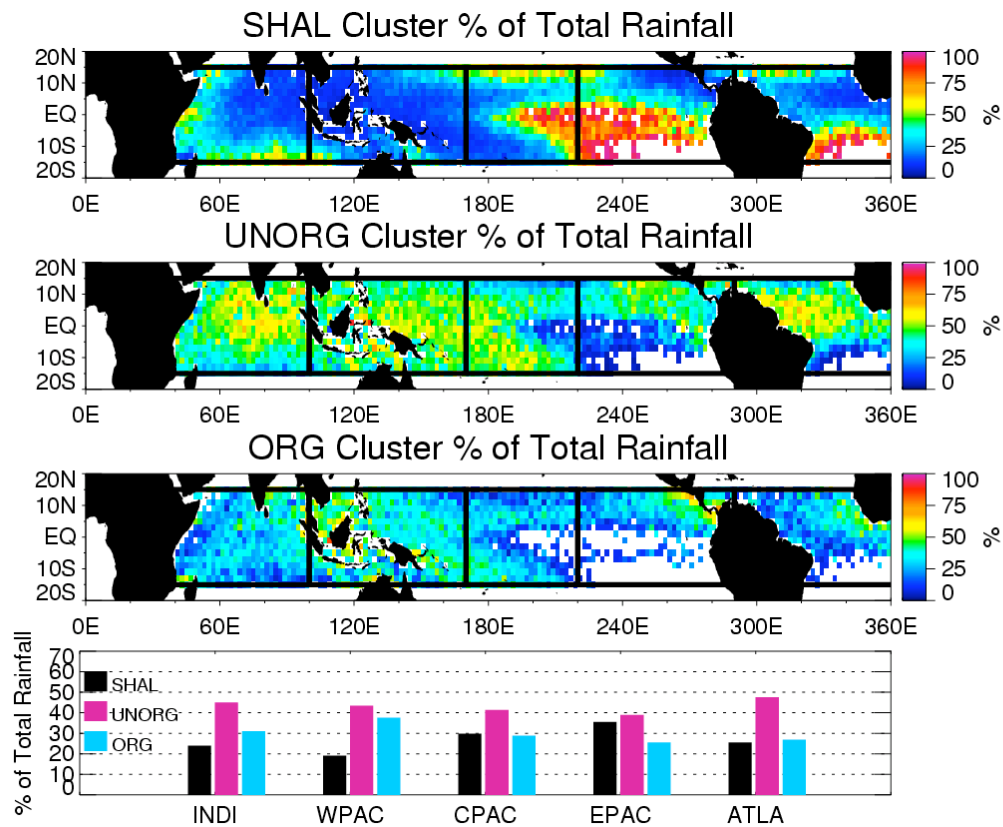 SHAL Cluster % of Total Rainfall
20N
10N
EQ
10S
20S
0E 60E 120E 180E 240E 300E 360E
100
75
50
25
0
%
UNORG Cluster % of Total Rainfall
20N
10N
EQ
10S
20S
0E 60E 120E 180E 240E 300E 360E
100
75
50
25
0
%
ORG Cluster % of Total Rainfall
20N
10N
EQ
10S
20S
0E 60E 120E 180E 240E 300E 360E
100
75
50
25
0
%
% of Total Rainfall
70
60
50
40
30
20
10
0
SHAL
UNORG
ORG
INDI WPAC CPAC EPAC ATLA